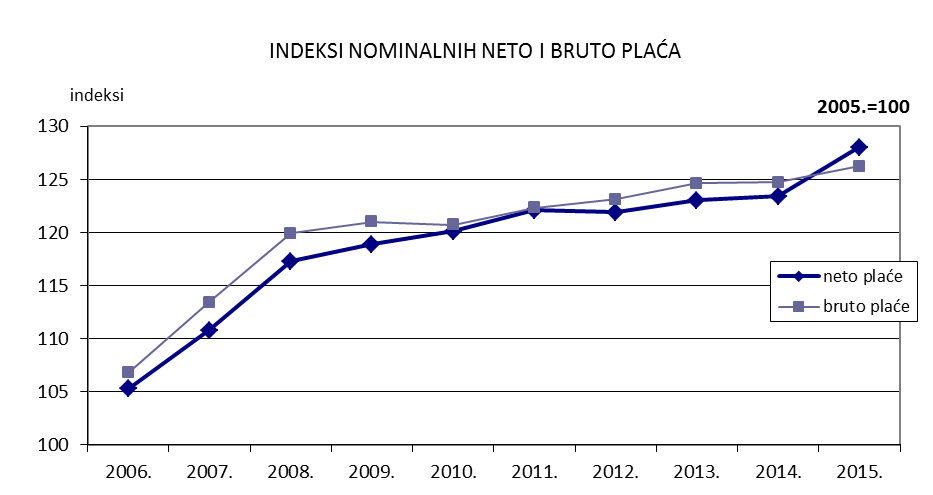 INDEKSI NOMINALNIH NETO I BRUTO PLAĆA
indeksi
2005.=100
130
125
120
115
110
105
100
neto plaće
bruto plaće
2006. 2007. 2008. 2009. 2010. 2011. 2012. 2013. 2014. 2015.